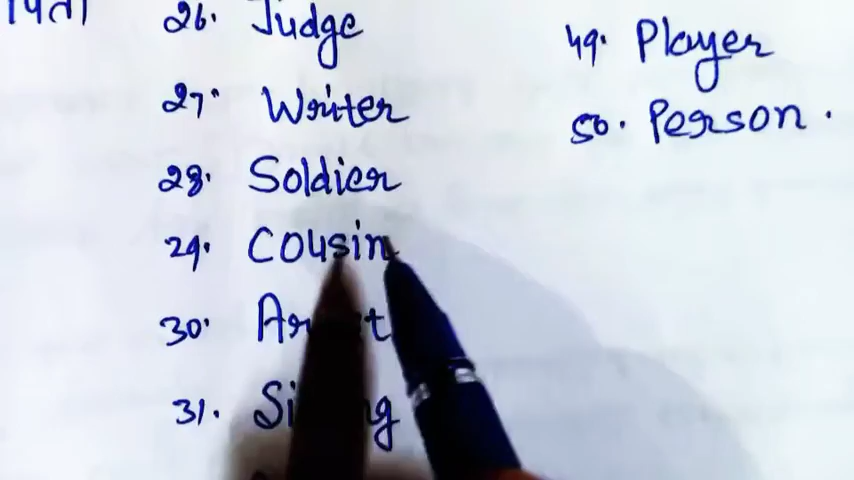 26. Judge
27. Writer
28. Soldier
29. Cousin
30.
31.
49. Player
50. Person.